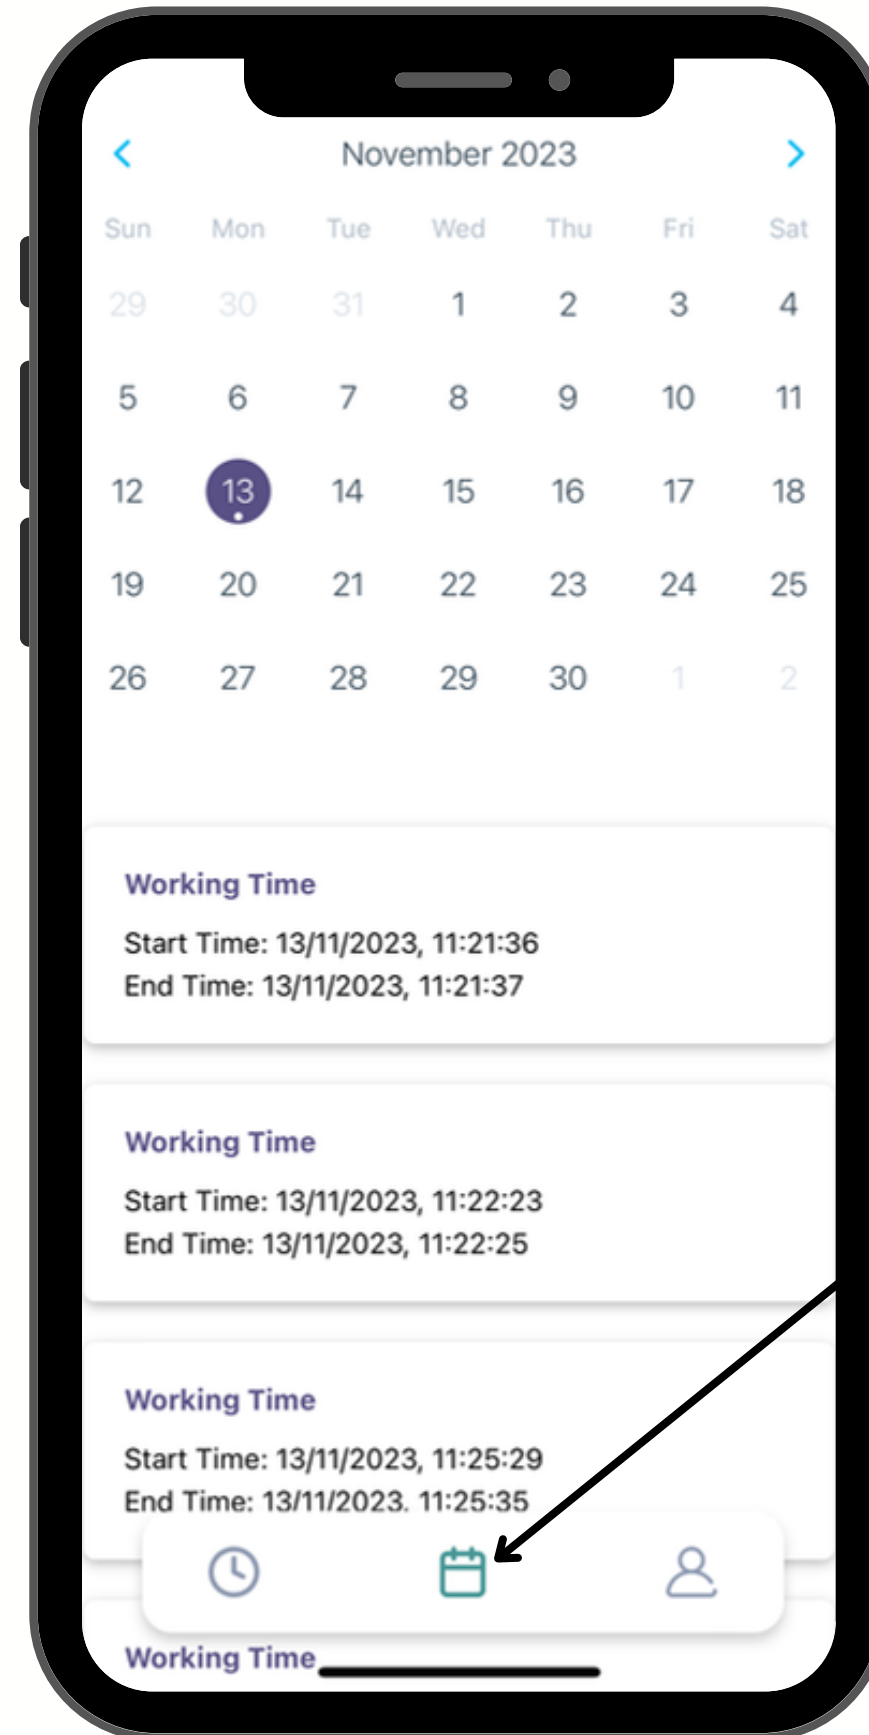 November 2023
Sun Mon Tue Wed Thu Fri Sat
29 30 31 1 2 3 4
5 6 7 8 9 10 11
12 13 14 15 16 17 18
19 20 21 22 23 24 25
26 27 28 29 30 1 2
Working Time
Start Time: 13/11/2023, 11:21:36
End Time: 13/11/2023, 11:21:37
Working Time
Start Time: 13/11/2023, 11:22:23
End Time: 13/11/2023, 11:22:25
Working Time
Start Time: 13/11/2023, 11:25:29
End Time: 13/11/2023, 11:25:35
Working Time